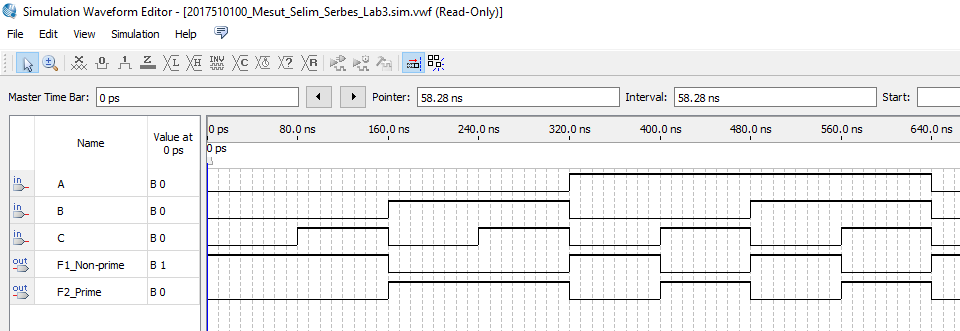 Simulation Waveform Editor - [2017510100_Mesut_Selim_Serbes_Lab3.sim.vwf (Read-Only)]
File Edit View Simulation Help
Master Time Bar: 0 ps Pointer: 58.28 ns Interval: 58.28 ns Start:
Name Value at 0 ps
0 ps 80.0 ns 160.0 ns 240.0 ns 320.0 ns 400.0 ns 480.0 ns 560.0 ns 640.0 ns
0 ps
in A B 0
in B B 0
in C B 0
out F1_Non-prime B 1
out F2_Prime B 0